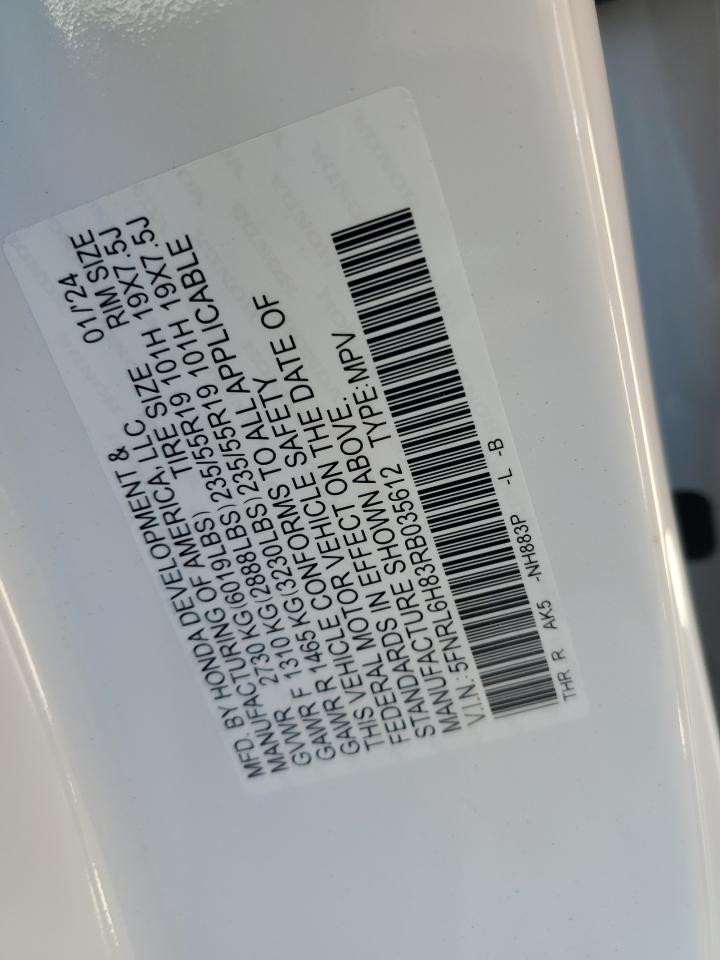 MFD. BY HONDA DEVELOPMENT & 01/'24
MANUFACTURING OF AMERICA, LLC RIM SIZE
GVWR 2730 KG(6019LBS) TIRE SIZE 19X7.5J
GAWR F 1310 KG(2888LBS) 235/55R19 101H 19X7.5J
GAWR R 1465 KG(3230LBS) 235/55R19 101H
THIS VEHICLE CONFORMS TO ALL APPLICABLE
FEDERAL MOTOR VEHICLE SAFETY
STANDARDS IN EFFECT ON THE DATE OF
MANUFACTURE SHOWN ABOVE.
V.I.N.:5FNRL6H83RB035612 TYPE:MPV
THR R AK5 -NH883P -L -B